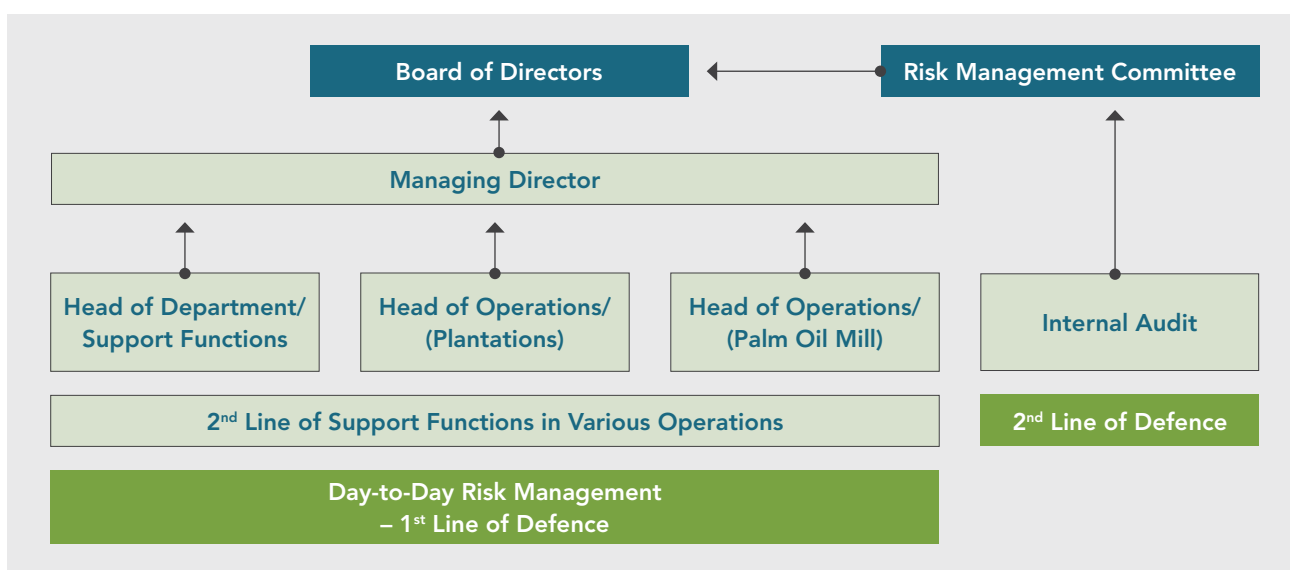 Board of Directors
Risk Management Committee
Managing Director
Head of Department/
Support Functions
Head of Operations/
(Plantations)
Head of Operations/
(Palm Oil Mill)
Internal Audit
2nd Line of Support Functions in Various Operations
2nd Line of Defence
Day-to-Day Risk Management
– 1st Line of Defence